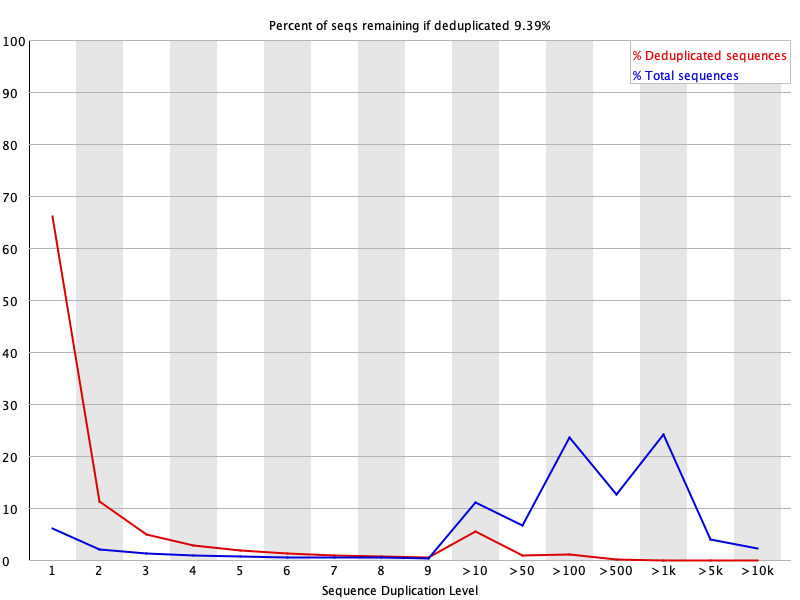 Percent of seqs remaining if deduplicated 9.39%
% Deduplicated sequences
% Total sequences
100
90
80
70
60
50
40
30
20
10
0
1 2 3 4 5 6 7 8 9 >10 >50 >100 >500 >1k >5k >10k
Sequence Duplication Level